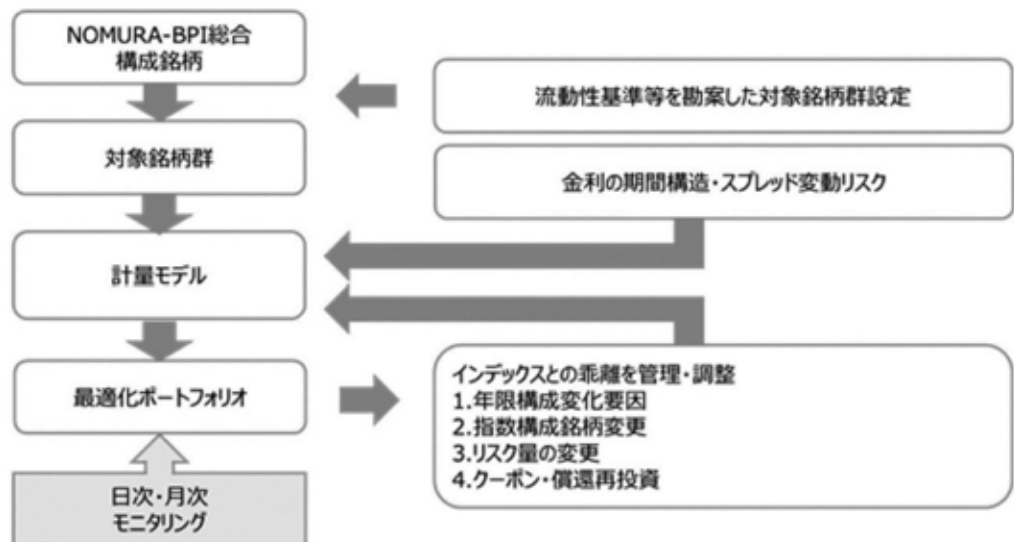 NOMURA-BPI総合
構成銘柄
流動性基準等を勘案した対象銘柄群設定
対象銘柄群
金利の期間構造・スプレッド変動リスク
計量モデル
最適化ポートフォリオ
インデックスとの乖離を管理・調整
1.年限構成変化要因
2.指数構成銘柄変更
3.リスク量の変更
4.クーポン・償還再投資
日次・月次
モニタリング